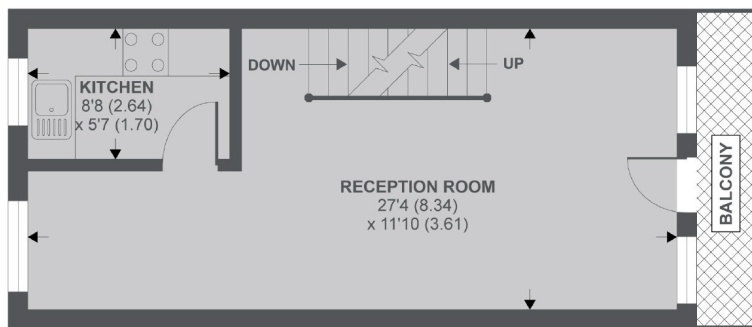 KITCHEN
8'8 (2.64)
x 5'7 (1.70)
DOWN
UP
RECEPTION ROOM
27'4 (8.34)
x 11'10 (3.61)
BALCONY